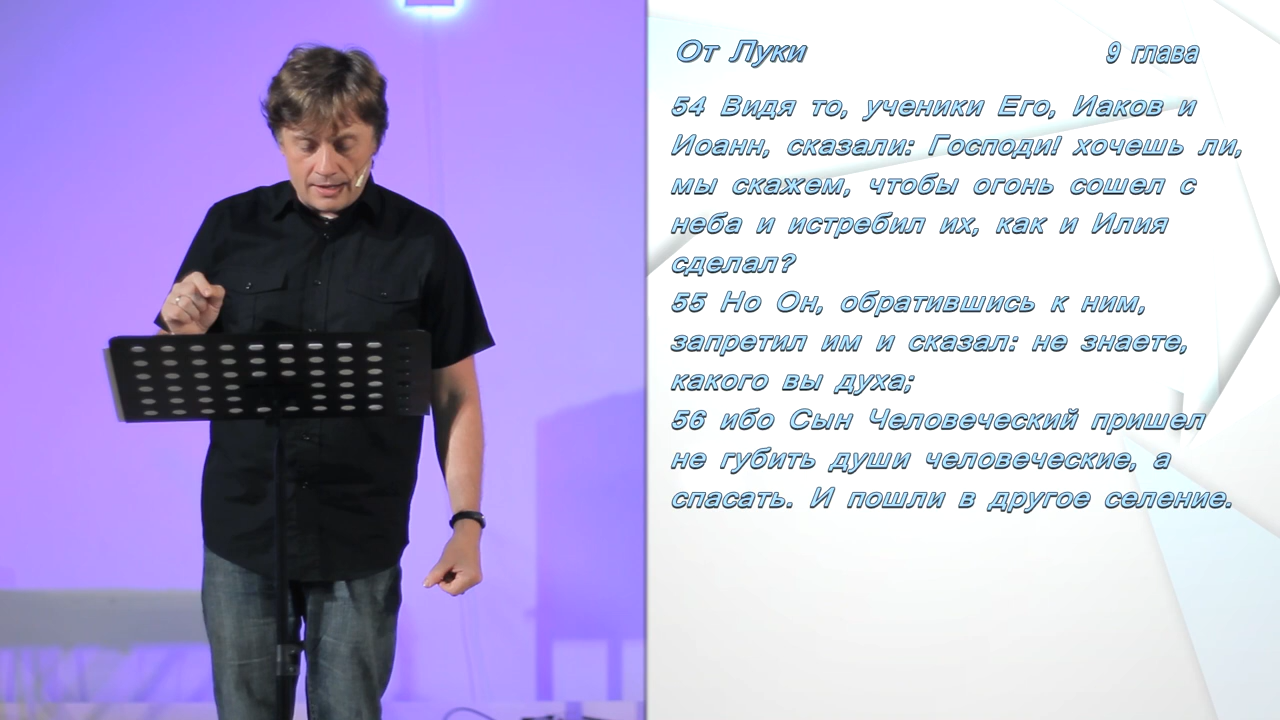 От Луки 9 глава
54 Видя то, ученики Его, Иаков и
Иоанн, сказали: Господи! хочешь ли,
мы скажем, чтобы огонь сошел с
неба и истребил их, как и Илия
сделал?
55 Но Он, обратившись к ним,
запретил им и сказал: не знаете,
какого вы духа;
56 ибо Сын Человеческий пришел
не губить души человеческие, а
спасать. И пошли в другое селение.